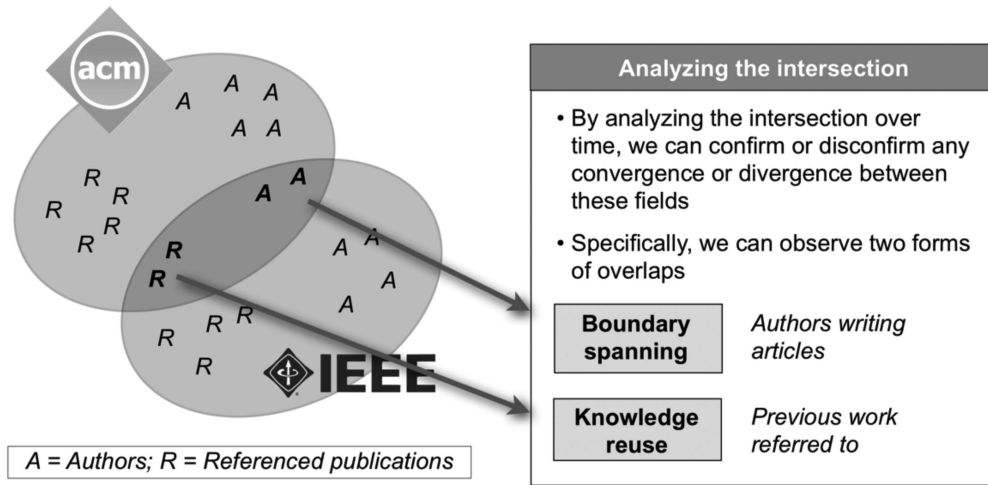 acm
A
A
A
A
A
R
R
R
R
R
A
A
R
R
A
A
A
A
R
R
R
R
IEEE
A = Authors; R = Referenced publications
Analyzing the intersection
• By analyzing the intersection over
time, we can confirm or disconfirm any
convergence or divergence between
these fields
• Specifically, we can observe two forms
of overlaps
Boundary
spanning
Authors writing
articles
Knowledge
reuse
Previous work
referred to